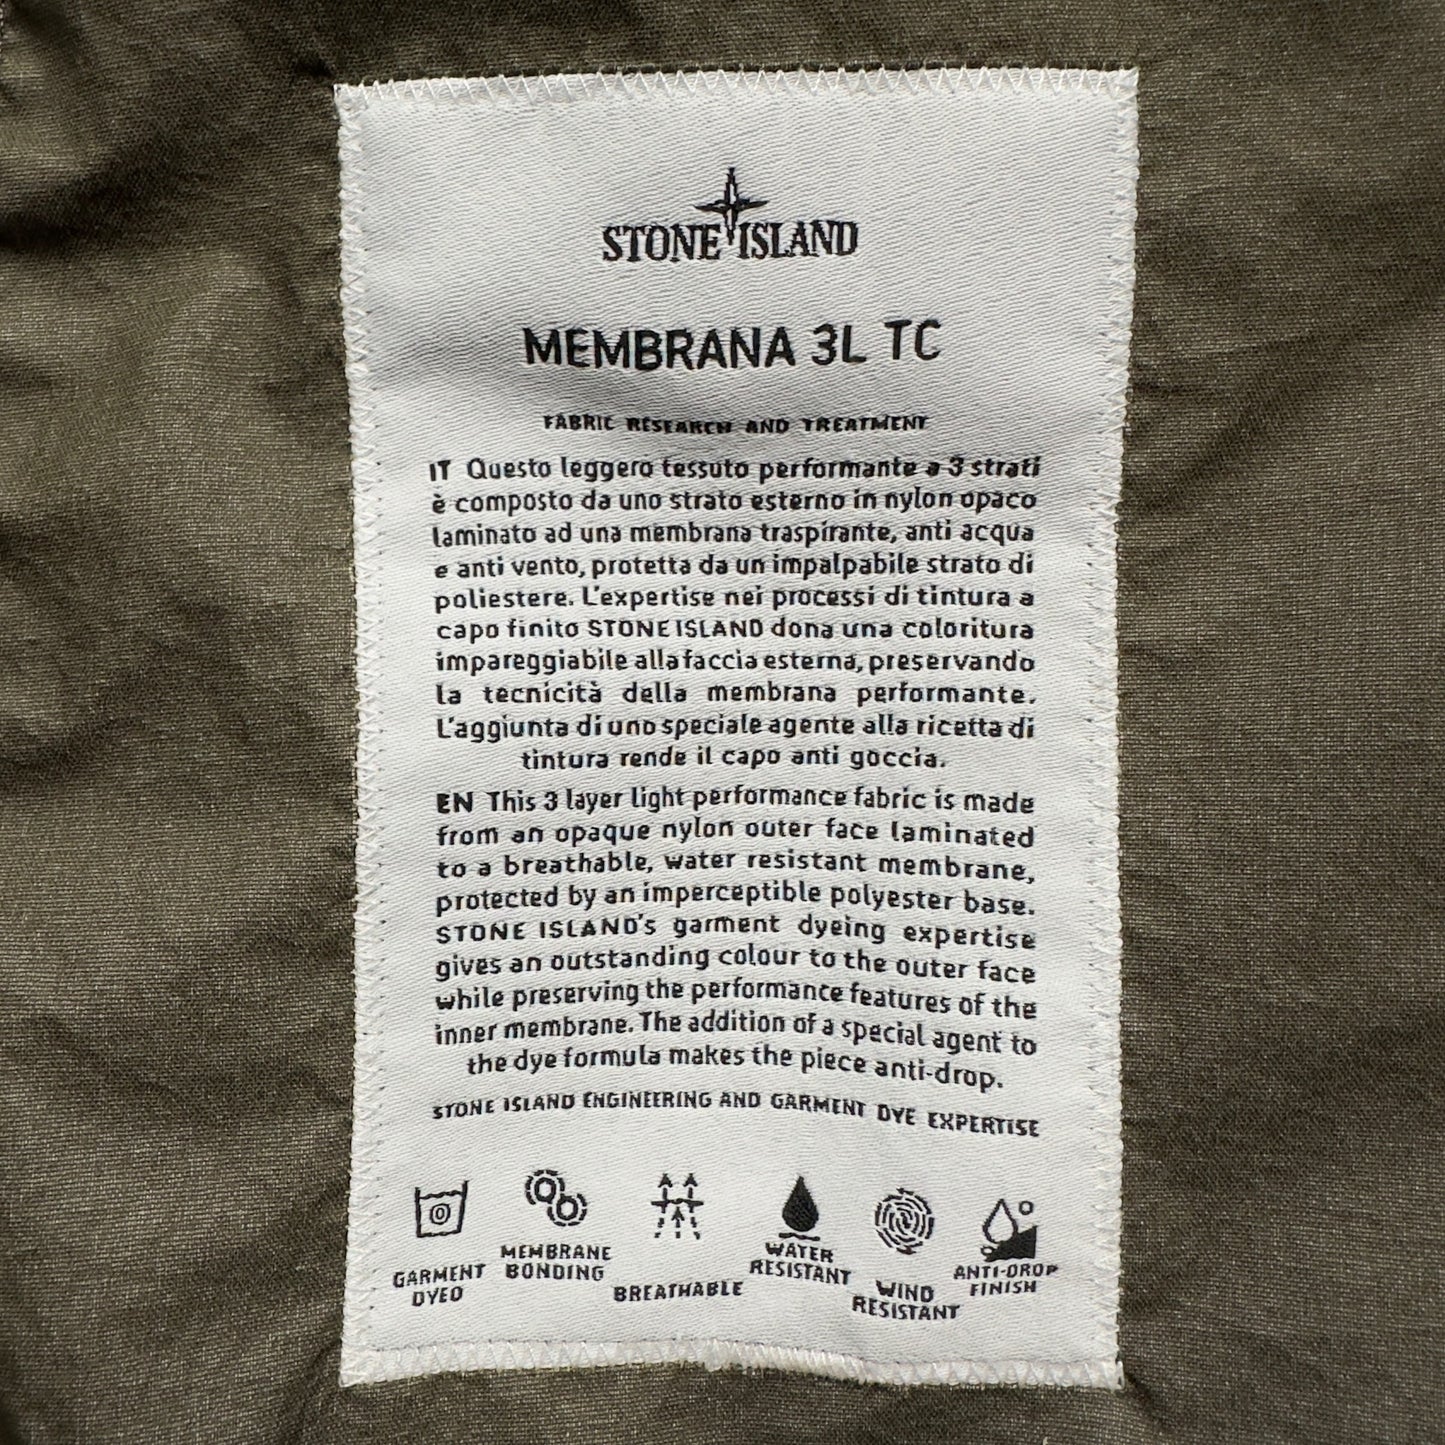 STONE ISLAND
MEMBRANA 3L TC
FABRIC RESEARCH AND TREATMENT
IT Questo leggero tessuto performante a 3 strati
è composto da uno strato esterno in nylon opaco
laminato ad una membrana traspirante, anti acqua
e anti vento, protetta da un impalpabile strato di
poliestere. L'expertise nei processi di tintura a
capo finito STONE ISLAND dona una coloritura
impareggiabile alla faccia esterna, preservando
la tecnicità della membrana performante.
L'aggiunta di uno speciale agente alla ricetta di
tintura rende il capo anti goccia.
EN This 3 layer light performance fabric is made
from an opaque nylon outer face laminated
to a breathable, water resistant membrane,
protected by an imperceptible polyester base.
STONE ISLAND's garment dyeing expertise
gives an outstanding colour to the outer face
while preserving the performance features of the
inner membrane. The addition of a special agent to
the dye formula makes the piece anti-drop.
STONE ISLAND ENGINEERING AND GARMENT DYE EXPERTISE
GARMENT
DYED
MEMBRANE
BONDING
BREATHABLE
WATER
RESISTANT
WIND
RESISTANT
ANTI-DROP
FINISH